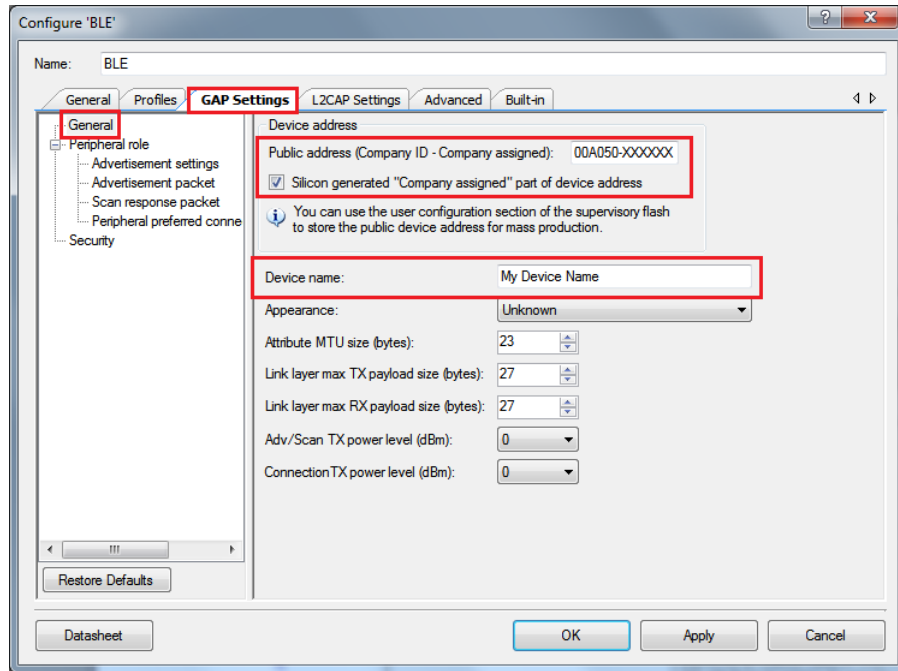 Configure 'BLE'
Name: BLE
General Profiles GAP Settings L2CAP Settings Advanced Built-in
General
Peripheral role
Advertisement settings
Advertisement packet
Scan response packet
Peripheral preferred conne
Security
Device address
Public address (Company ID - Company assigned): 00A050-XXXXXX
Silicon generated "Company assigned" part of device address
You can use the user configuration section of the supervisory flash
to store the public device address for mass production.
Device name: My Device Name
Appearance: Unknown
Attribute MTU size (bytes): 23
Link layer max TX payload size (bytes): 27
Link layer max RX payload size (bytes): 27
Adv/Scan TX power level (dBm): 0
ConnectionTX power level (dBm): 0
Restore Defaults
Datasheet OK Apply Cancel